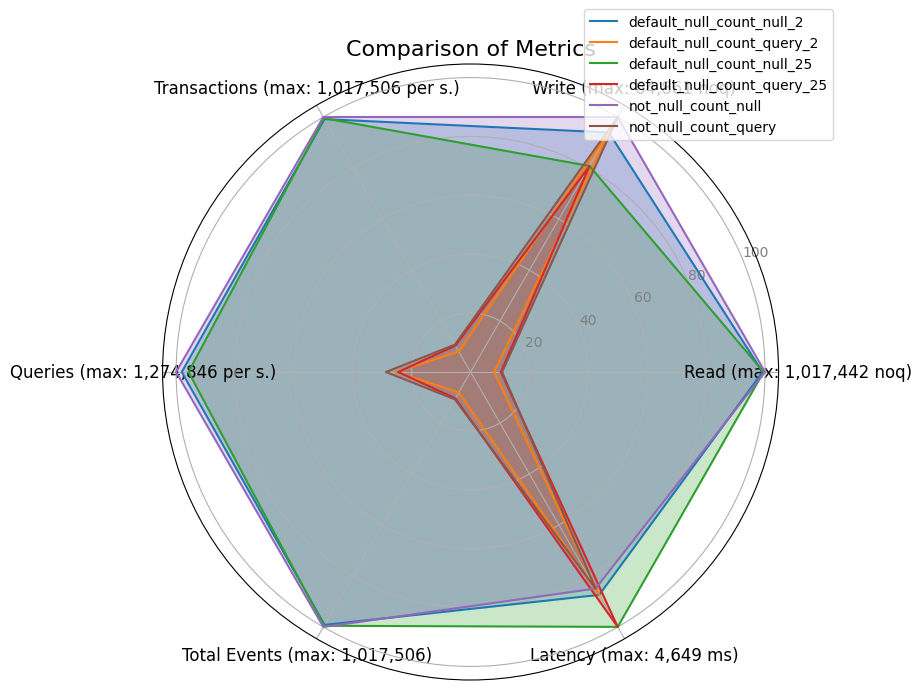 Comparison of Metrics
default_null_count_null_2
default_null_count_query_2
default_null_count_null_25
default_null_count_query_25
not_null_count_null
not_null_count_query
Transactions (max: 1,017,506 per s.)
Write (max: noq)
100
80
60
40
20
Queries (max: 1,274,846 per s.)
Read (max: 1,017,442 noq)
Total Events (max: 1,017,506)
Latency (max: 4,649 ms)